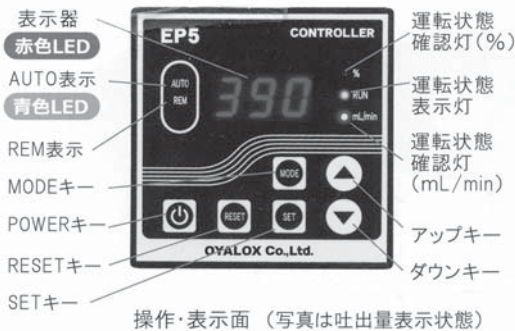 表示器
赤色LED
AUTO表示
青色LED
REM表示
MODEキー
POWERキー
RESETキー
SETキー
EP5
CONTROLLER
AUTO
REM
390
%
RUN
mL/min
MODE
RESET
SET
OYALOX Co.,Ltd.
運転状態
確認灯(%)
運転状態
表示灯
運転状態
確認灯
(mL/min)
アップキー
ダウンキー
操作・表示面 (写真は吐出量表示状態)